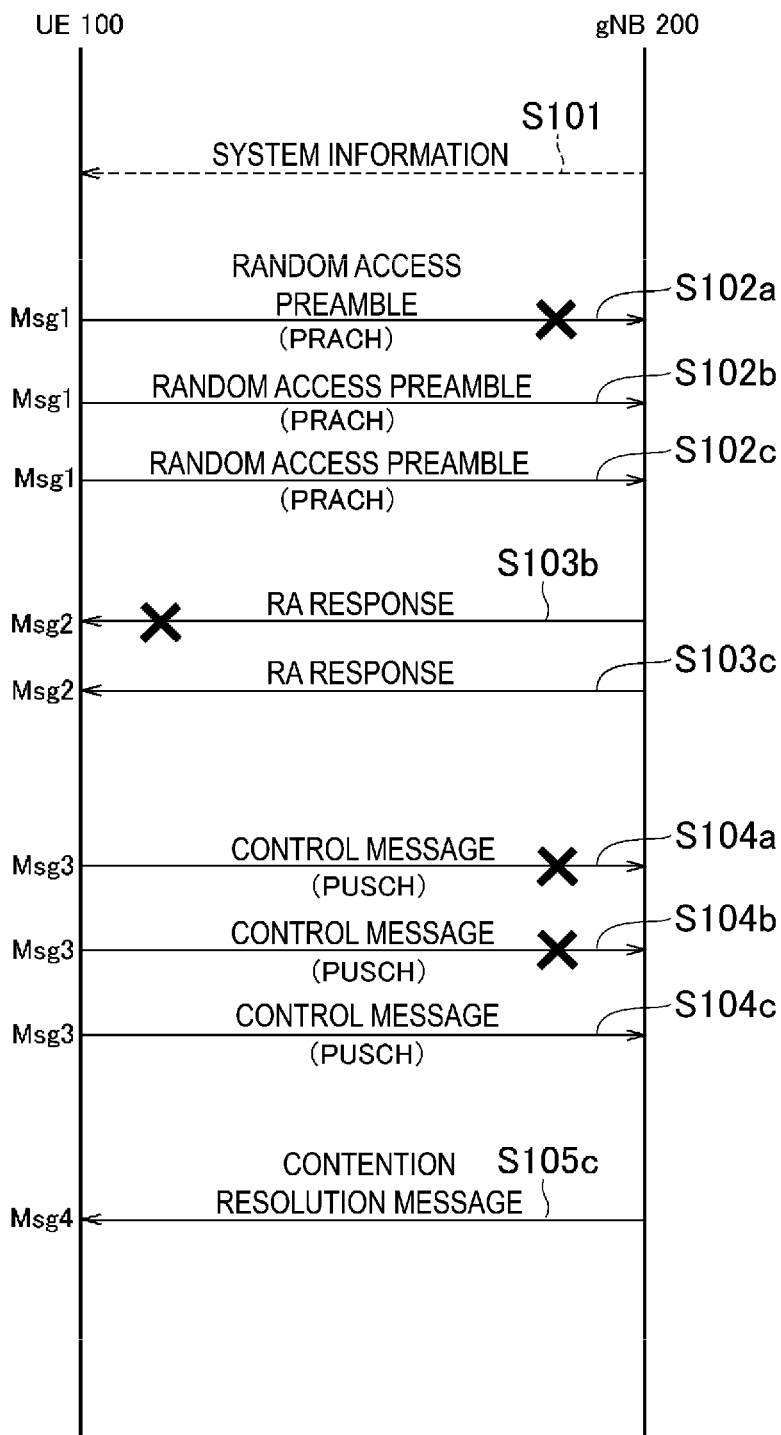 UE 100
gNB 200
S101
SYSTEM INFORMATION
RANDOM ACCESS
PREAMBLE
(PRACH)
Msg1
S102a
Msg1
RANDOM ACCESS PREAMBLE
(PRACH)
S102b
Msg1
RANDOM ACCESS PREAMBLE
(PRACH)
S102c
S103b
Msg2
RA RESPONSE
Msg2
RA RESPONSE
S103c
Msg3
CONTROL MESSAGE
(PUSCH)
S104a
Msg3
CONTROL MESSAGE
(PUSCH)
S104b
Msg3
CONTROL MESSAGE
(PUSCH)
S104c
CONTENTION
RESOLUTION MESSAGE
S105c
Msg4